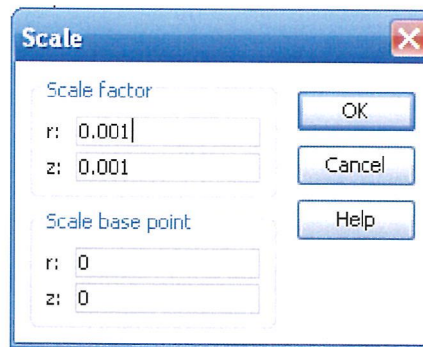 Scale
Scale factor
r: 0.001
z: 0.001
Scale base point
r: 0
z: 0
OK
Cancel
Help